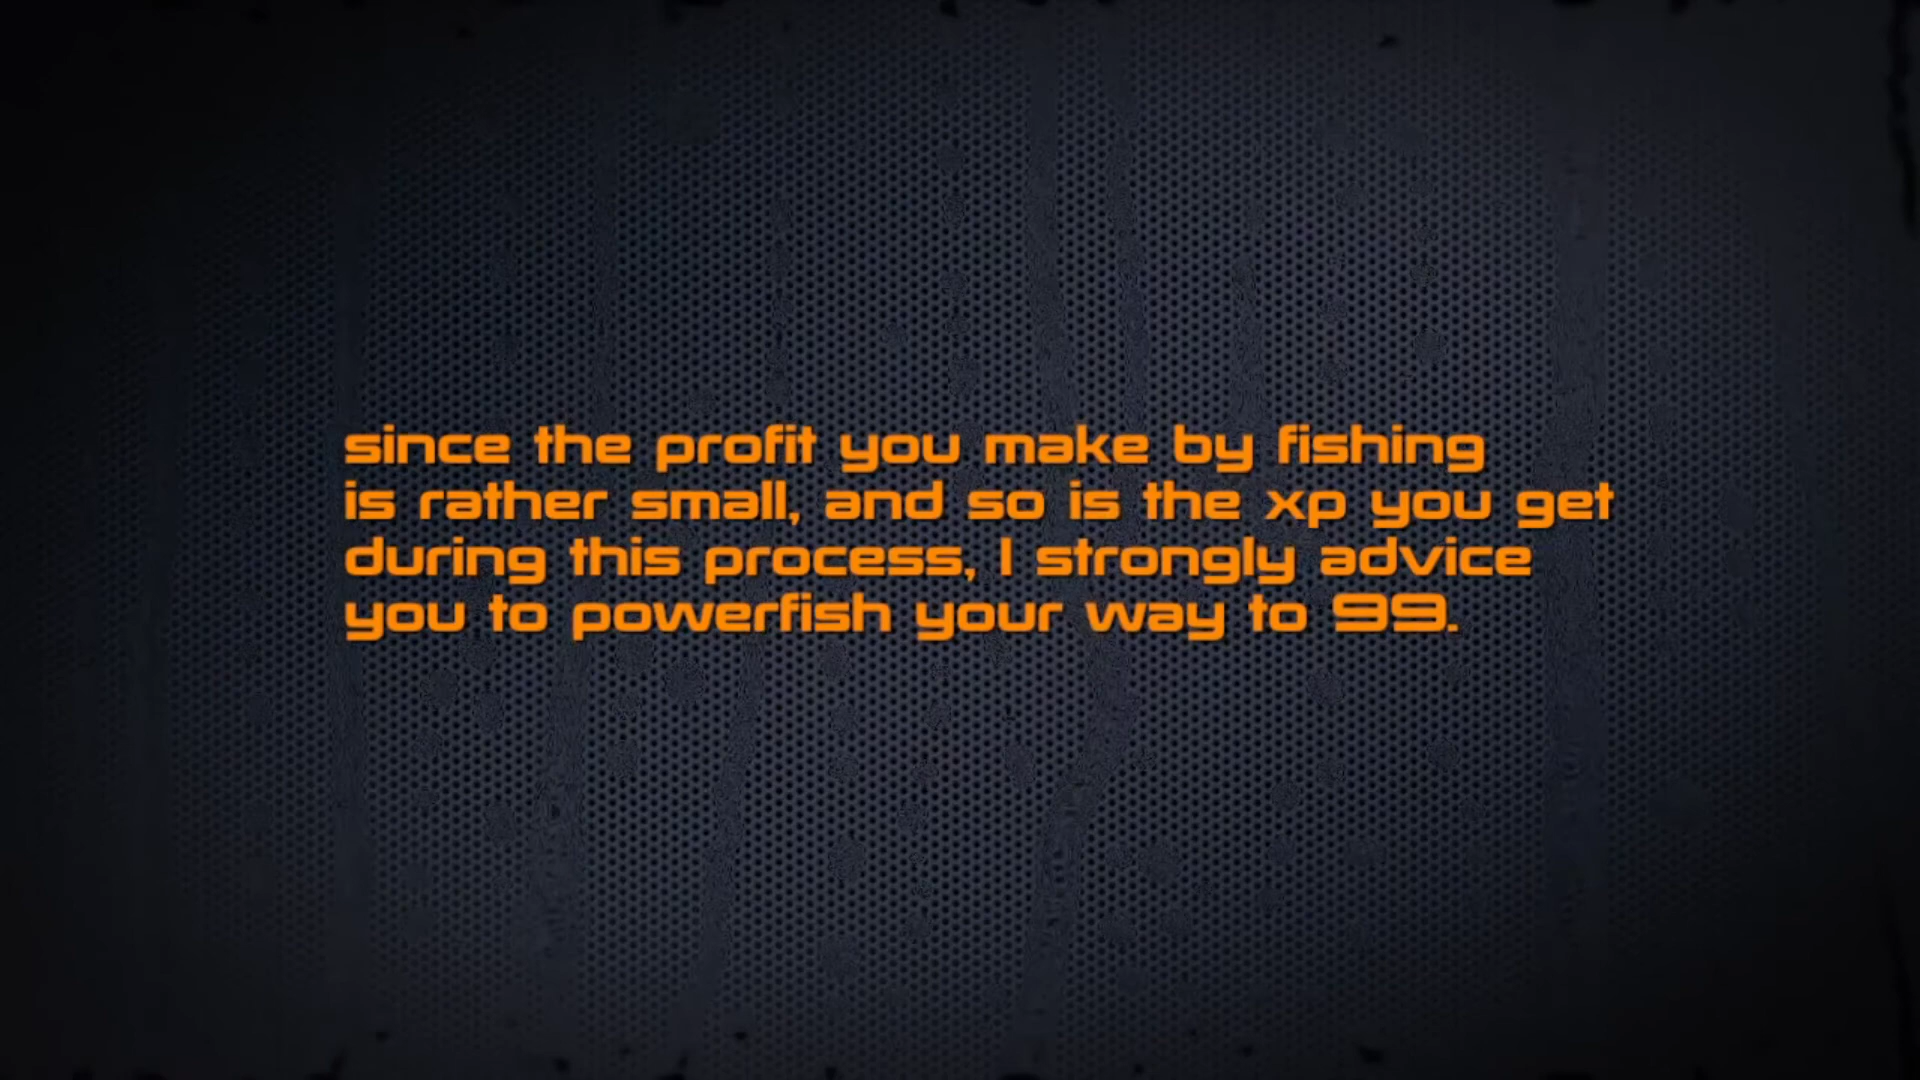 since the profit you make by fishing
is rather small, and so is the xp you get
during this process, I strongly advice
you to powerfish your way to 99.